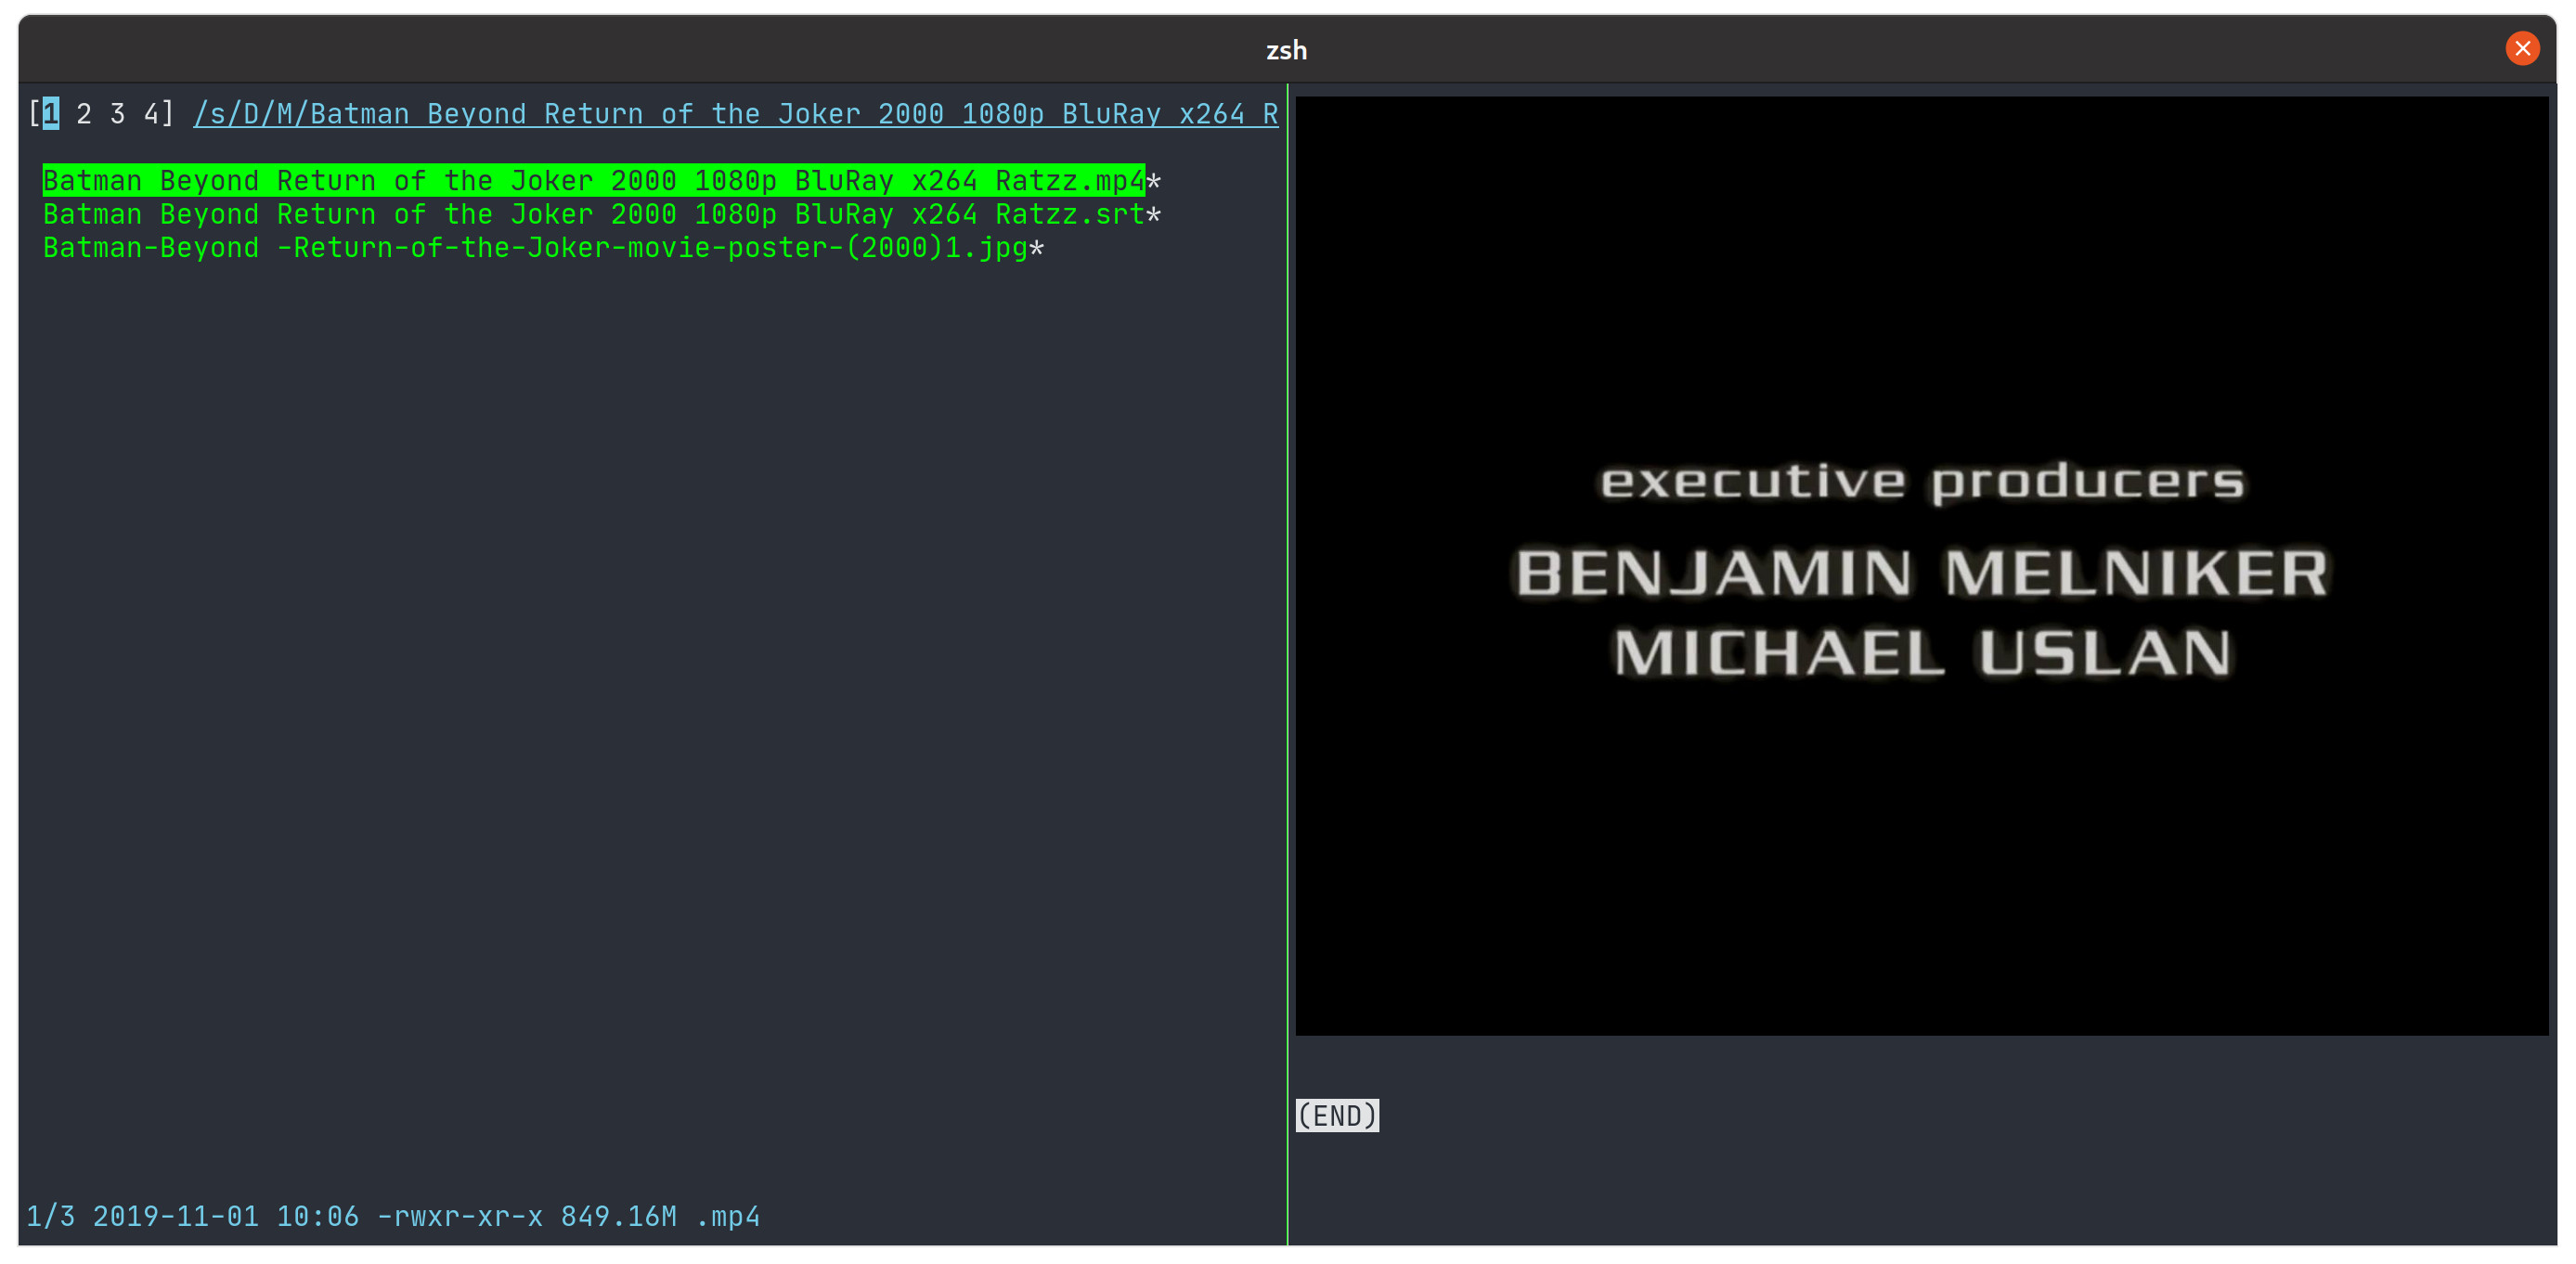 zsh
[1 2 3 4] /s/D/M/Batman Beyond Return of the Joker 2000 1080p BluRay x264 R
Batman Beyond Return of the Joker 2000 1080p BluRay x264 Ratzz.mp4*
Batman Beyond Return of the Joker 2000 1080p BluRay x264 Ratzz.srt*
Batman-Beyond -Return-of-the-Joker-movie-poster-(2000)1.jpg*
1/3 2019-11-01 10:06 -rwxr-xr-x 849.16M .mp4
executive producers
BENJAMIN MELNIKER
MICHAEL USLAN
(END)